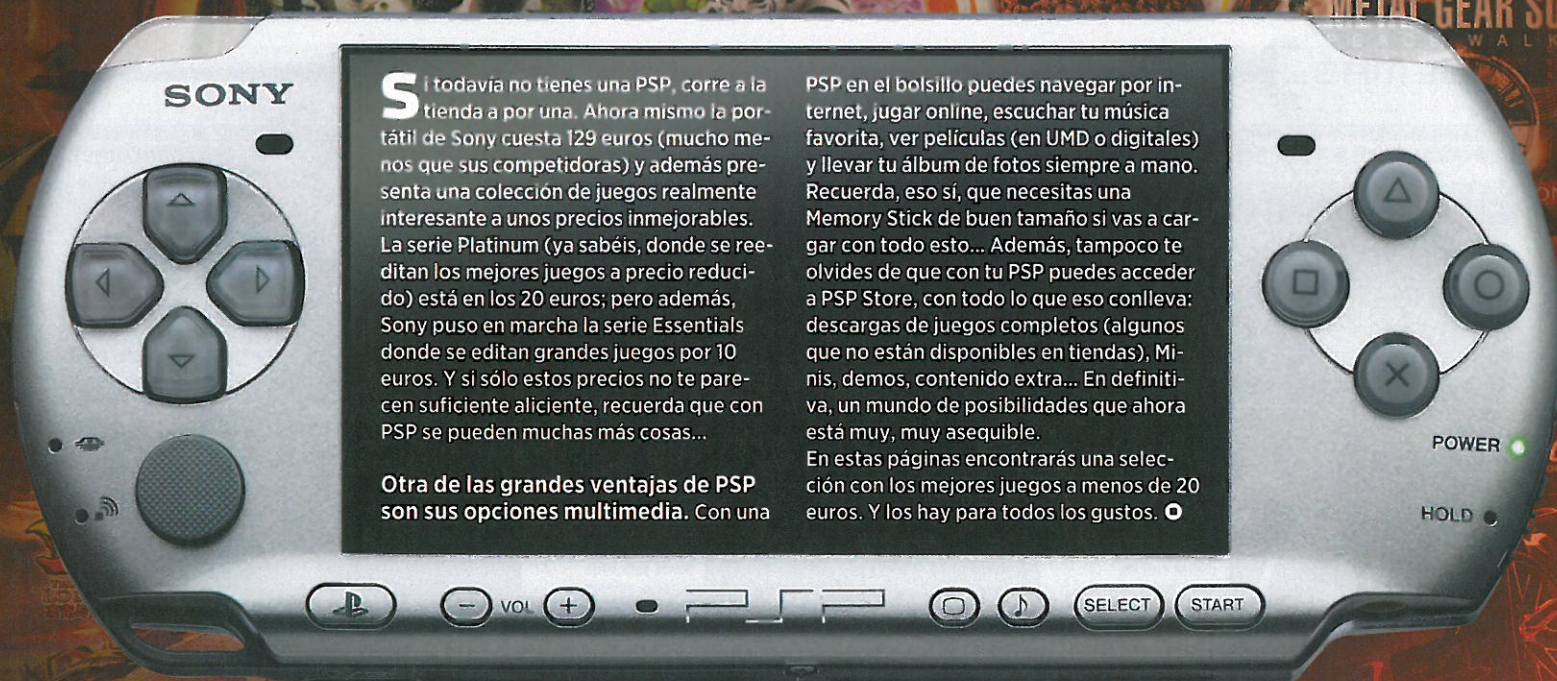 METAL GEAR SO
PEACE WALK
SONY
Si todavía no tienes una PSP, corre a la
tienda a por una. Ahora mismo la por-
tátil de Sony cuesta 129 euros (mucho me-
nos que sus competidoras) y además pre-
senta una colección de juegos realmente
interesante a unos precios inmejorables.
La serie Platinum (ya sabéis, donde se ree-
ditan los mejores juegos a precio reduci-
do) está en los 20 euros; pero además,
Sony puso en marcha la serie Essentials
donde se editan grandes juegos por 10
euros. Y si sólo estos precios no te pare-
cen suficiente aliciente, recuerda que con
PSP se pueden muchas más cosas...
Otra de las grandes ventajas de PSP
son sus opciones multimedia. Con una
PSP en el bolsillo puedes navegar por in-
ternet, jugar online, escuchar tu música
favorita, ver películas (en UMD o digitales)
y llevar tu álbum de fotos siempre a mano.
Recuerda, eso sí, que necesitas una
Memory Stick de buen tamaño si vas a car-
gar con todo esto... Además, tampoco te
olvides de que con tu PSP puedes acceder
a PSP Store, con todo lo que eso conlleva:
descargas de juegos completos (algunos
que no están disponibles en tiendas), Mi-
nis, demos, contenido extra... En definiti-
va, un mundo de posibilidades que ahora
está muy, muy asequible.
En estas páginas encontrarás una selec-
ción con los mejores juegos a menos de 20
euros. Y los hay para todos los gustos.
POWER
HOLD
VOL
PSP
SELECT
START